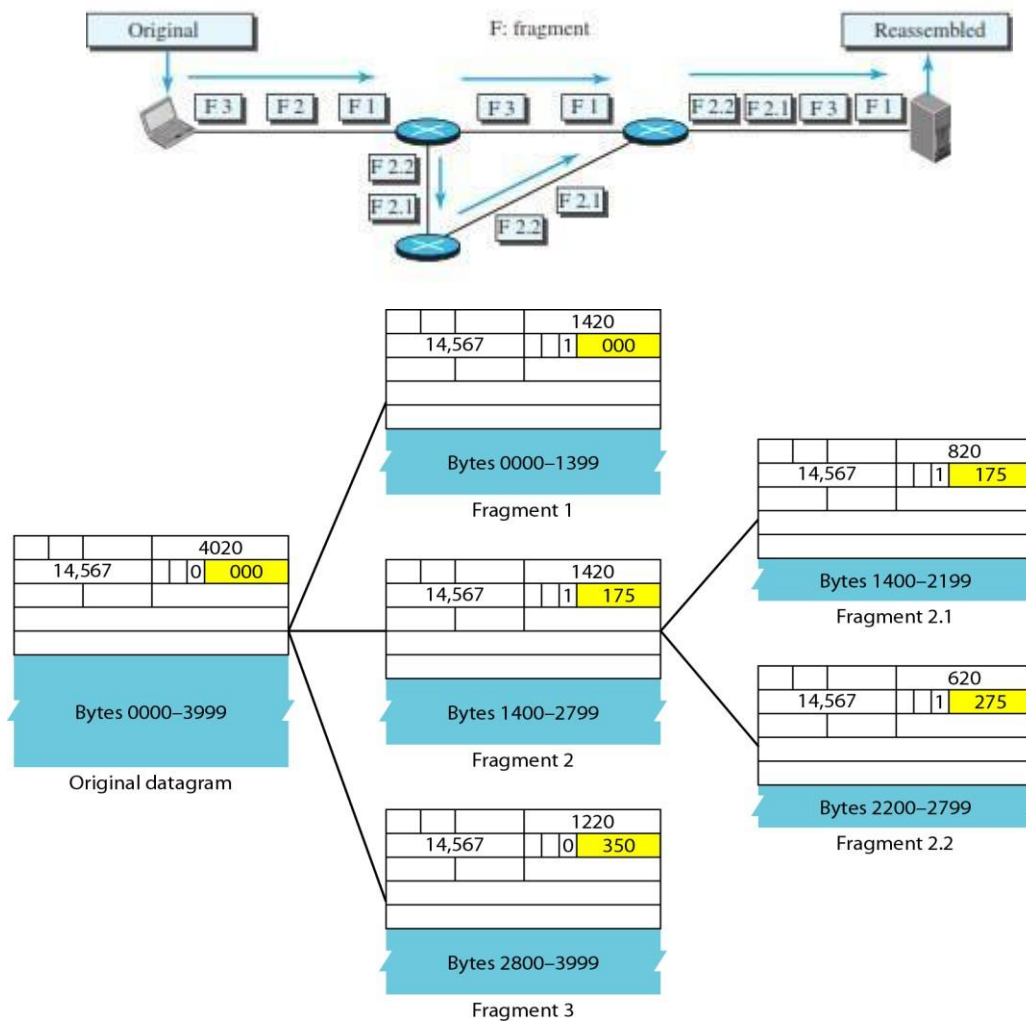 Original
F: fragment
Reassembled
F 3
F 2
F 1
F 3
F 1
F 2.2
F 2.1
F 3
F 1
F 2.2
F 2.1
F 2.1
F 2.2
1420
14,567
1
000
Bytes 0000–1399
Fragment 1
820
14,567
1
175
Bytes 1400–2199
Fragment 2.1
4020
14,567
0
000
Bytes 0000–3999
Original datagram
1420
14,567
1
175
Bytes 1400–2799
Fragment 2
620
14,567
1
275
Bytes 2200–2799
Fragment 2.2
1220
14,567
0
350
Bytes 2800–3999
Fragment 3